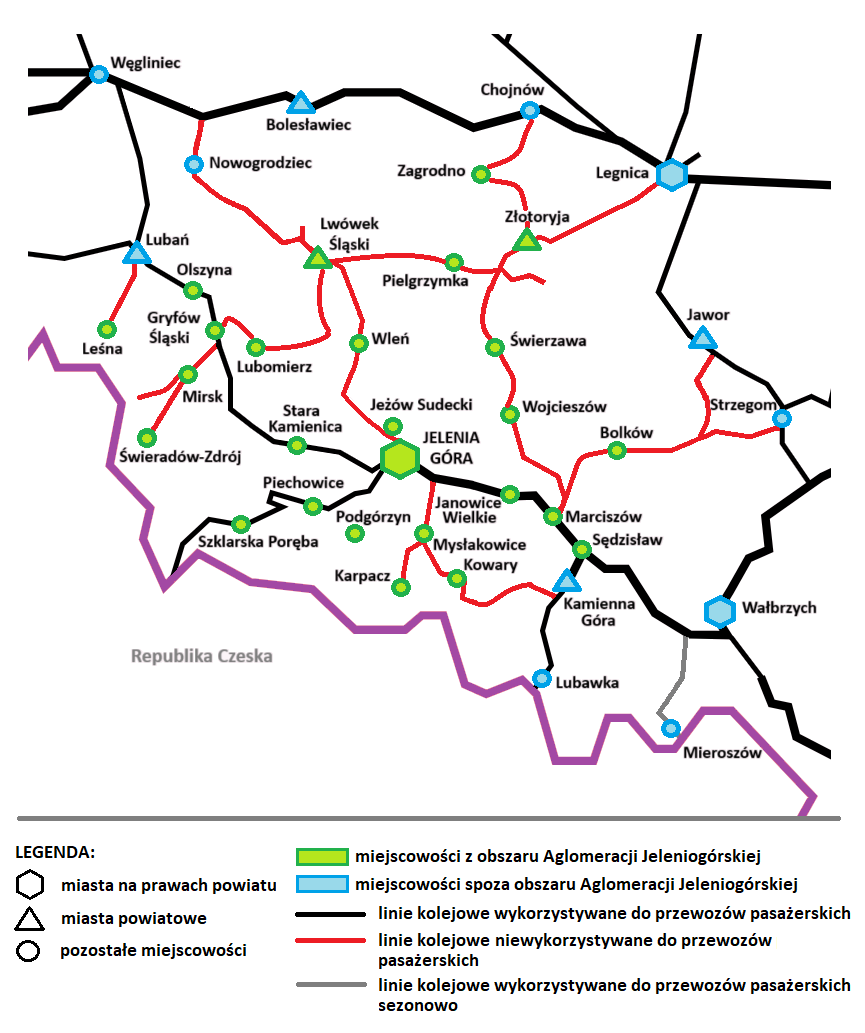 Węgliniec
Bolesławiec
Chojnów
Nowogrodziec
Zagrodno
Legnica
Lwówek
Śląski
Złotoryja
Lubań
Olszyna
Pielgrzymka
Gryfów
Śląski
Jawor
Leśna
Lubomierz
Wleń
Świerzawa
Mirsk
Stara
Kamienica
Jeżów Sudecki
Wojcieszów
Strzegom
Świeradów-Zdrój
JELENIA
GÓRA
Bolków
Piechowice
Janowice
Wielkie
Podgórzyn
Marciszów
Szklarska Poręba
Mysłakowice
Sędzisław
Karpacz
Kowary
Kamienna
Góra
Wałbrzych
Republika Czeska
Lubawka
Mieroszów
LEGENDA:
miasta na prawach powiatu
miasta powiatowe
pozostałe miejscowości
miejscowości z obszaru Aglomeracji Jeleniogórskiej
miejscowości spoza obszaru Aglomeracji Jeleniogórskiej
linie kolejowe wykorzystywane do przewozów pasażerskich
linie kolejowe niewykorzystywane do przewozów
pasażerskich
linie kolejowe wykorzystywane do przewozów pasażerskich
sezonowo